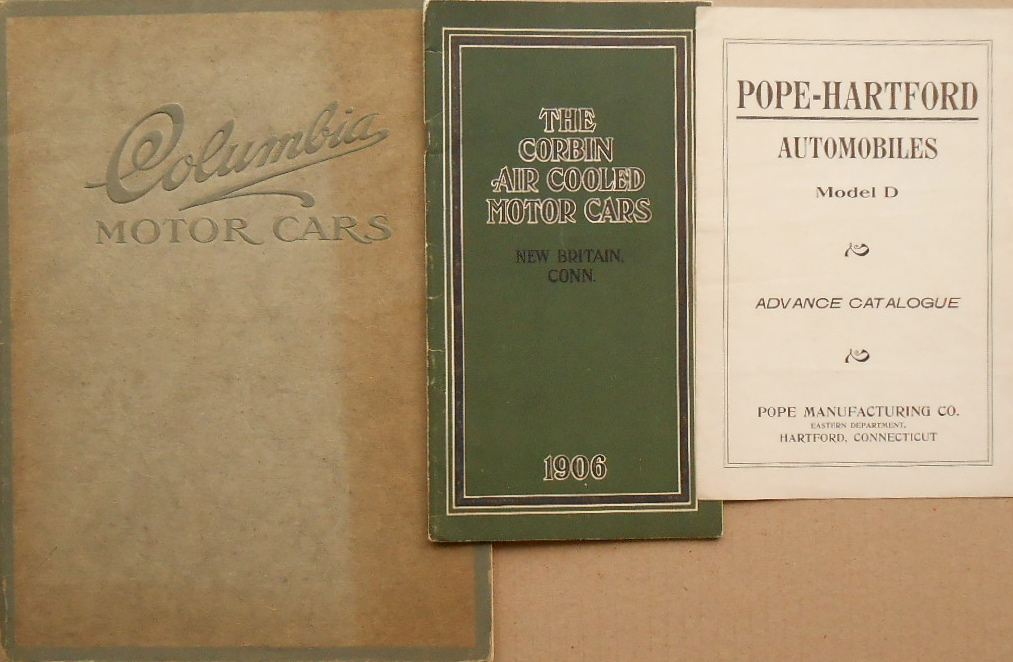 Columbia
MOTOR CARS
THE
CORBIN
AIR COOLED
MOTOR CARS
NEW BRITAIN,
CONN.
1906
POPE-HARTFORD
AUTOMOBILES
Model D
ADVANCE CATALOGUE
POPE MANUFACTURING CO.
EASTERN DEPARTMENT,
HARTFORD, CONNECTICUT